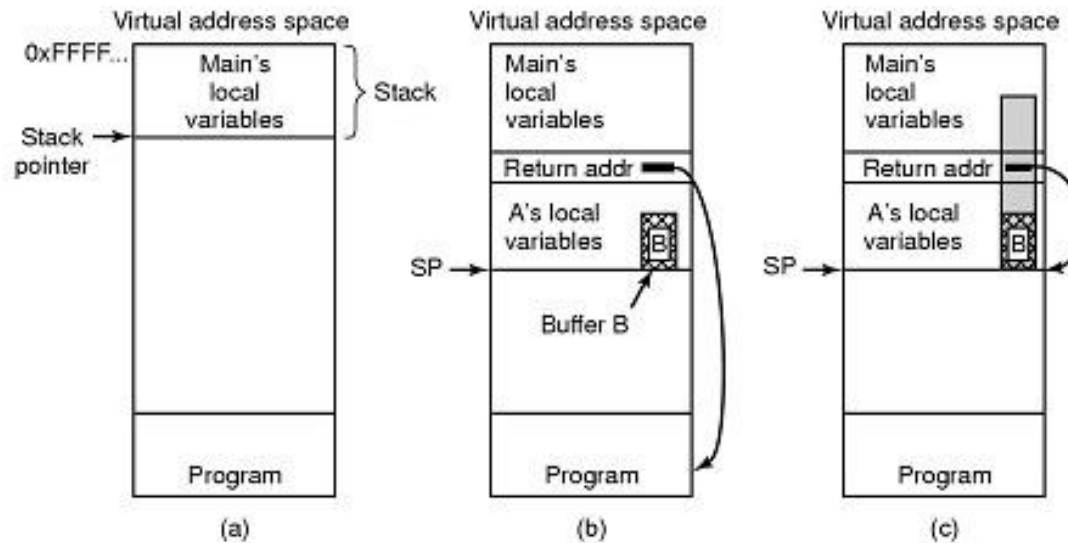 Virtual address space
0xFFFF...
Main's
local
variables
Stack
Stack
pointer
Program
(a)
Virtual address space
Main's
local
variables
Return addr
A's local
variables
B
SP
Buffer B
Program
(b)
Virtual address space
Main's
local
variables
Return addr
A's local
variables
B
SP
Program
(c)